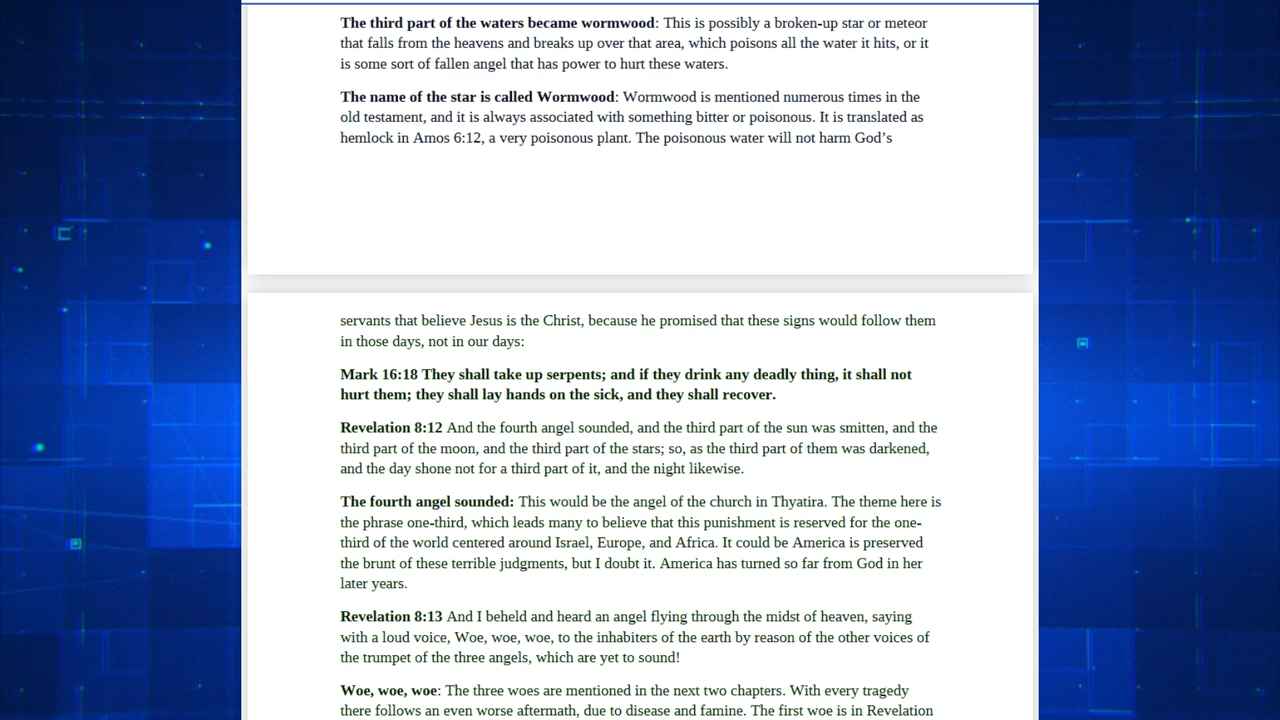 The third part of the waters became wormwood: This is possibly a broken-up star or meteor
that falls from the heavens and breaks up over that area, which poisons all the water it hits, or it
is some sort of fallen angel that has power to hurt these waters.
The name of the star is called Wormwood: Wormwood is mentioned numerous times in the
old testament, and it is always associated with something bitter or poisonous. It is translated as
hemlock in Amos 6:12, a very poisonous plant. The poisonous water will not harm God’s
servants that believe Jesus is the Christ, because he promised that these signs would follow them
in those days, not in our days:
Mark 16:18 They shall take up serpents; and if they drink any deadly thing, it shall not
hurt them; they shall lay hands on the sick, and they shall recover.
Revelation 8:12 And the fourth angel sounded, and the third part of the sun was smitten, and the
third part of the moon, and the third part of the stars; so, as the third part of them was darkened,
and the day shone not for a third part of it, and the night likewise.
The fourth angel sounded: This would be the angel of the church in Thyatira. The theme here is
the phrase one-third, which leads many to believe that this punishment is reserved for the one-
third of the world centered around Israel, Europe, and Africa. It could be America is preserved
the brunt of these terrible judgments, but I doubt it. America has turned so far from God in her
later years.
Revelation 8:13 And I beheld and heard an angel flying through the midst of heaven, saying
with a loud voice, Woe, woe, woe, to the inhabiters of the earth by reason of the other voices of
the trumpet of the three angels, which are yet to sound!
Woe, woe, woe: The three woes are mentioned in the next two chapters. With every tragedy
there follows an even worse aftermath, due to disease and famine. The first woe is in Revelation